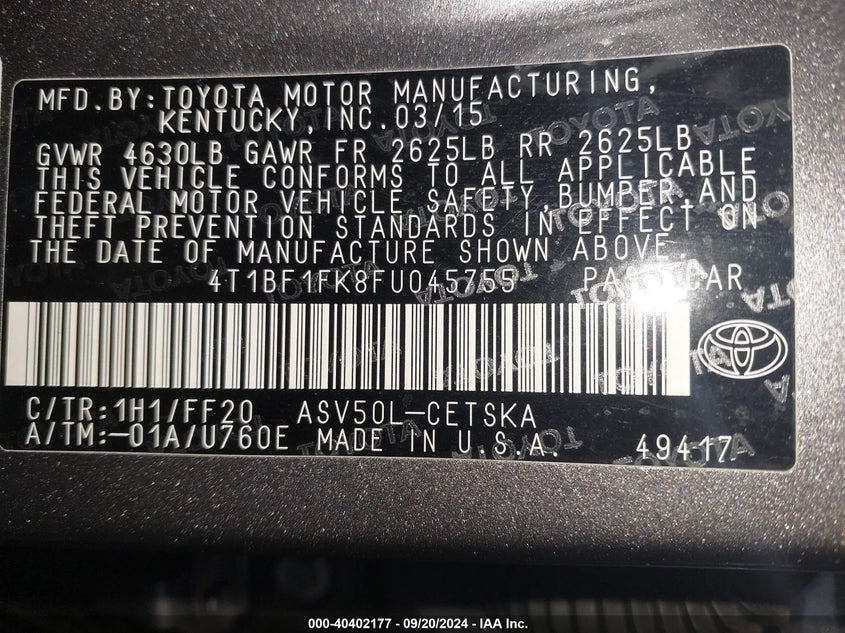 MFD.BY:TOYOTA MOTOR MANUFACTURING,
KENTUCKY,INC.03/15
GVWR 4630LB GAWR FR 2625LB RR 2625LB
THIS VEHICLE CONFORMS TO ALL APPLICABLE
FEDERAL MOTOR VEHICLE SAFETY,BUMPER,AND
THEFT PREVENTION STANDARDS IN EFFECT ON
THE DATE OF MANUFACTURE SHOWN ABOVE.
4T1BF1FK8FU045755 CAR
C/TR:1H1/FF20 ASV50L-CETSKA
A/TM:-01A/U760E MADE IN U.S.A. 49417
000-40402177 - 09/20/2024 - IAA Inc.